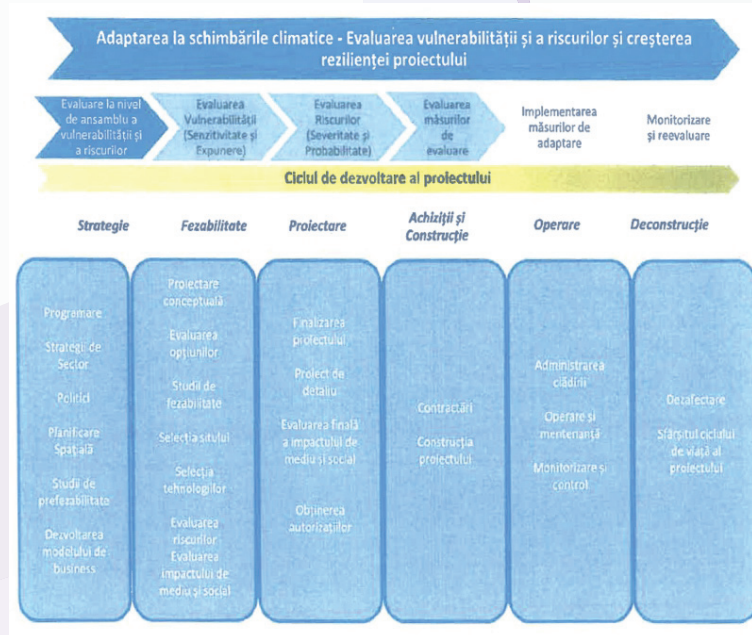 Adaptarea la schimbările climatice - Evaluarea vulnerabilității și a riscurilor și creșterea
rezilienței proiectului
Evaluare la nivel
de ansamblu a
vulnerabilității și
a riscurilor
Evaluarea
Vulnerabilității
(Senzitivitate și
Expunere)
Evaluarea
Riscurilor
(Severitate și
Probabilitate)
Evaluarea
măsurilor
de
evaluare
Implementarea
măsurilor de
adaptare
Monitorizare
și reevaluare
Ciclul de dezvoltare al proiectului
Strategie
Fezabilitate
Proiectare
Achiziții și
Construcție
Operare
Deconstrucție
Programare
Strategii de
Sector
Politici
Planificare
Spațială
Studii de
prefezabilitate
Dezvoltarea
modelului de
business
Proiectare
conceptuală
Evaluarea
opțiunilor
Studii de
fezabilitate
Selecția sitului
Selecția
tehnologiilor
Evaluarea
riscurilor
Evaluarea
impactului de
mediu și social
Finalizarea
proiectului
Proiect de
detaliu
Evaluarea finală
a impactului de
mediu și social
Obținerea
autorizațiilor
Contractări
Construcția
proiectului
Administrarea
clădirii
Operare și
mentenanță
Monitorizare și
control
Dezafectare
Sfârșitul ciclului
de viață al
proiectului